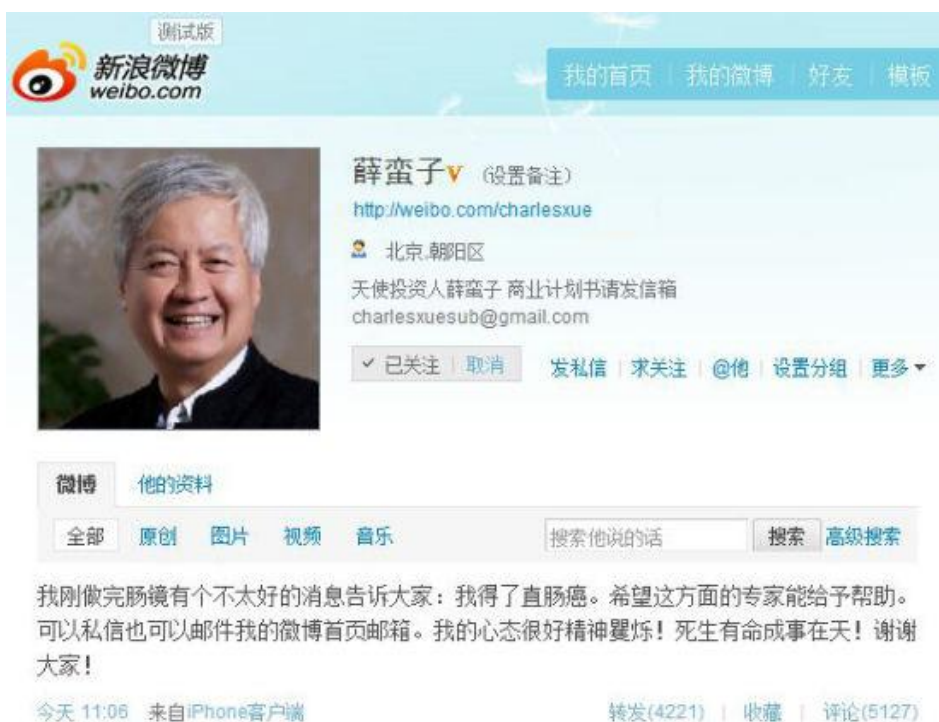 测试版
新浪微博
weibo.com
我的首页 我的微博 好友 模板
薛蛮子V (设置备注)
http://weibo.com/charlesxue
北京,朝阳区
天使投资人薛蛮子 商业计划书请发信箱
charlesxuesub@gmail.com
已关注 | 取消 发私信 | 求关注 | @他 | 设置分组 | 更多
微博 他的资料
全部 原创 图片 视频 音乐 搜索他说的话 搜索 高级搜索
我刚做完肠镜有个不太好的消息告诉大家：我得了直肠癌。希望这方面的专家能给予帮助。
可以私信也可以邮件我的微博首页邮箱。我的心态很好精神矍烁！死生有命成事在天！谢谢
大家！
今天 11:06 来自iPhone客户端 转发(4221) | 收藏 | 评论(5127)